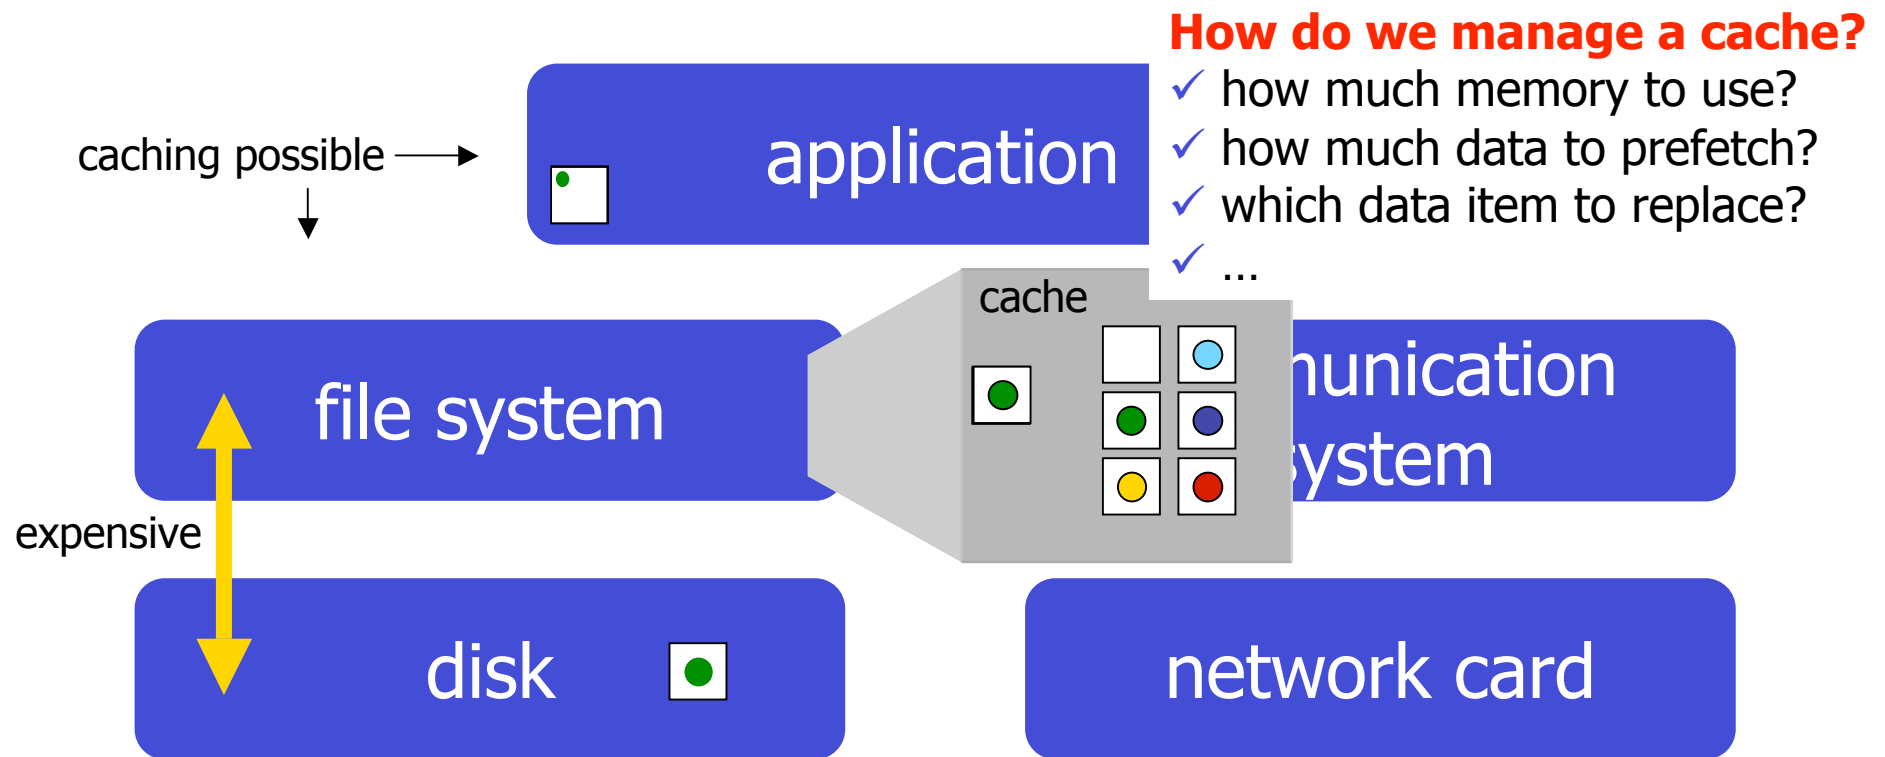 How do we manage a cache?
✓ how much memory to use?
✓ how much data to prefetch?
✓ which data item to replace?
✓ ...
caching possible
application
cache
file system
munication
system
expensive
disk
network card